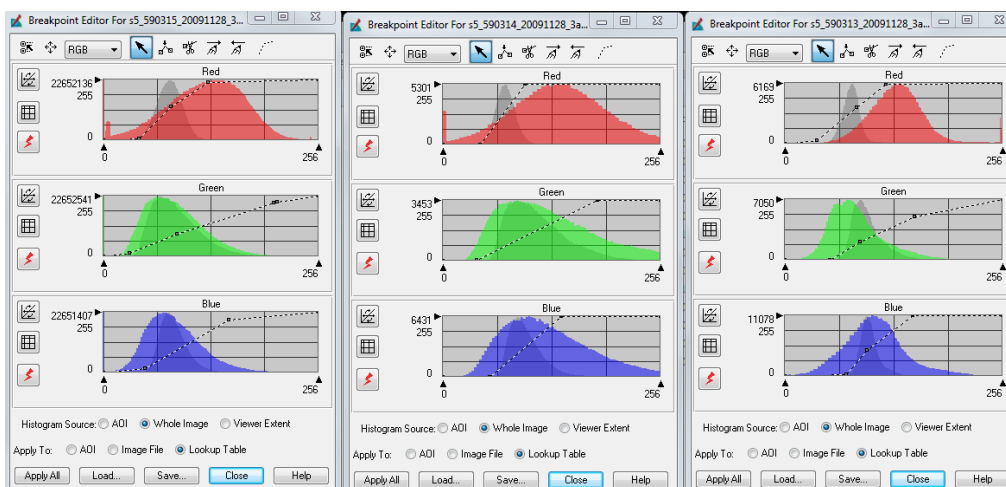 Breakpoint Editor For s5_590315_20091128_3...
RGB
Red
22652136
255
0
0
256
Green
22652541
255
0
0
256
Blue
22651407
255
0
0
256
Histogram Source: AOI Whole Image Viewer Extent
Apply To: AOI Image File Lookup Table
Apply All Load... Save... Close Help
Breakpoint Editor For s5_590314_20091128_3a...
RGB
Red
5301
255
0
0
256
Green
3453
255
0
0
256
Blue
6431
255
0
0
256
Histogram Source: AOI Whole Image Viewer Extent
Apply To: AOI Image File Lookup Table
Apply All Load... Save... Close Help
Breakpoint Editor For s5_590313_20091128_3a...
RGB
Red
6169
255
0
0
256
Green
7050
255
0
0
256
Blue
11078
255
0
0
256
Histogram Source: AOI Whole Image Viewer Extent
Apply To: AOI Image File Lookup Table
Apply All Load... Save... Close Help